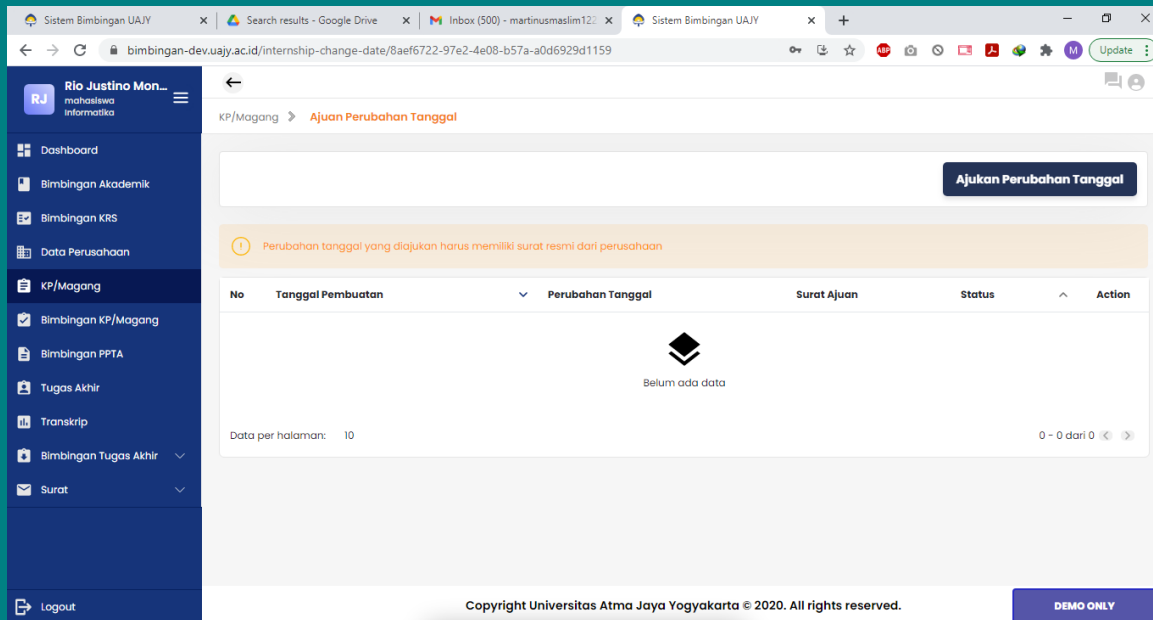 Sistem Bimbingan UAJY
Search results - Google Drive
Inbox (500) - martinusmaslim122
Sistem Bimbingan UAJY
bimbingan-dev.uajy.ac.id/internship-change-date/8aef6722-97e2-4e08-b57a-a0d6929d1159
ABP
M
Update
RJ
Rio Justino Mon...
mahasiswa
Informatika
Dashboard
Bimbingan Akademik
Bimbingan KRS
Data Perusahaan
KP/Magang
Bimbingan KP/Magang
Bimbingan PPTA
Tugas Akhir
Transkrip
Bimbingan Tugas Akhir
Surat
Logout
KP/Magang Ajuan Perubahan Tanggal
Ajukan Perubahan Tanggal
Perubahan tanggal yang diajukan harus memiliki surat resmi dari perusahaan
No Tanggal Pembuatan Perubahan Tanggal Surat Ajuan Status Action
Belum ada data
Data per halaman: 10 0 - 0 dari 0
Copyright Universitas Atma Jaya Yogyakarta © 2020. All rights reserved.
DEMO ONLY